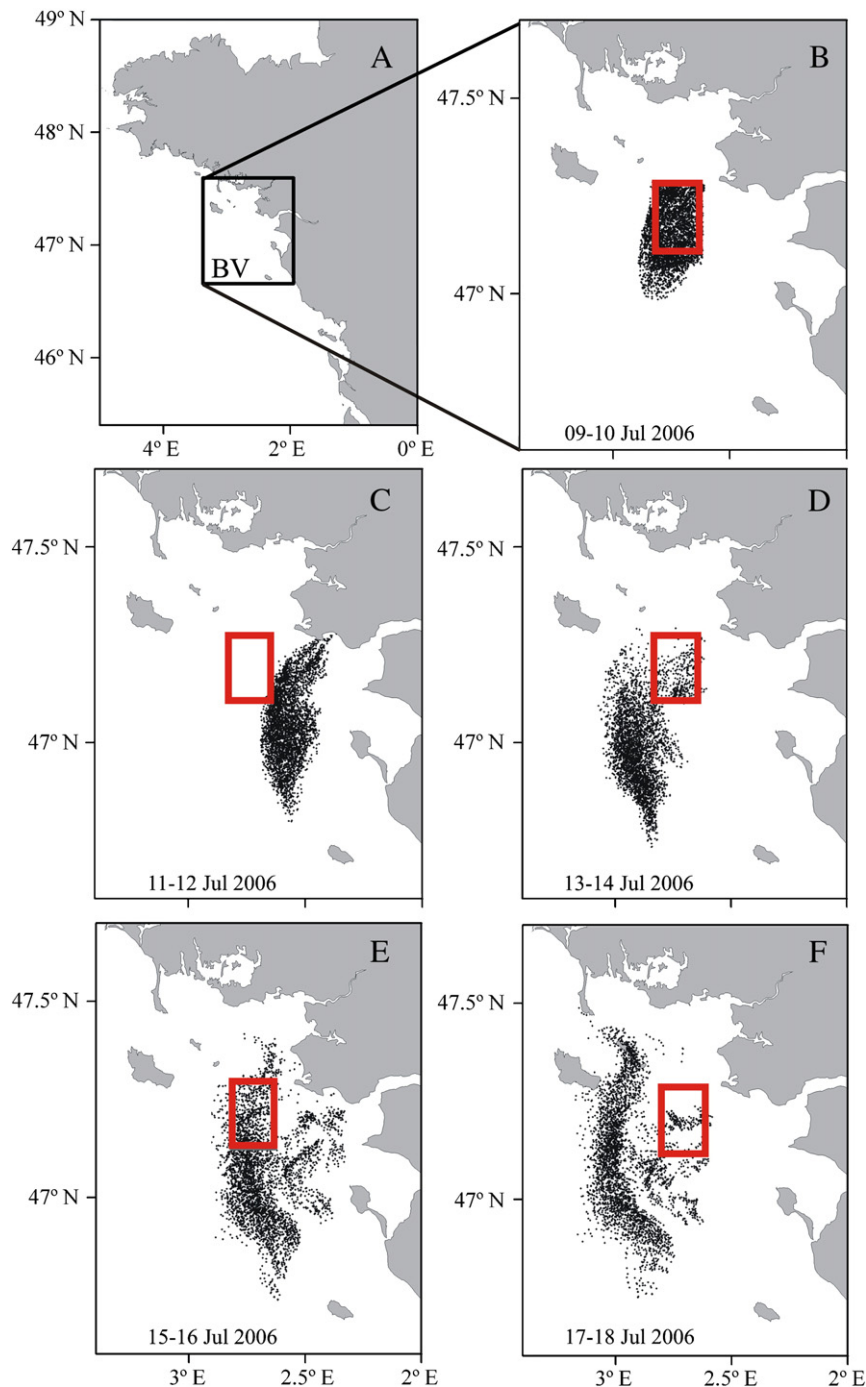 49º N
A
B
47.5º N
48º N
47º N
BV
47º N
46º N
09-10 Jul 2006
4º E
2º E
0º E
C
D
47.5º N
47.5º N
47º N
47º N
11-12 Jul 2006
13-14 Jul 2006
E
F
47.5º N
47.5º N
47º N
47º N
15-16 Jul 2006
17-18 Jul 2006
3º E
2.5º E
2º E
3º E
2.5º E
2º E